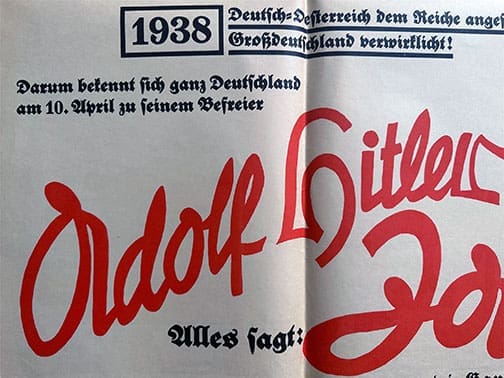 1938
Deutsch-Oesterreich dem Reiche
Großdeutschland verwirklicht!
Darum bekennt sich ganz Deutschland
am 10. April zu seinem Befreier
Adolf Hitler
Alles sagt: